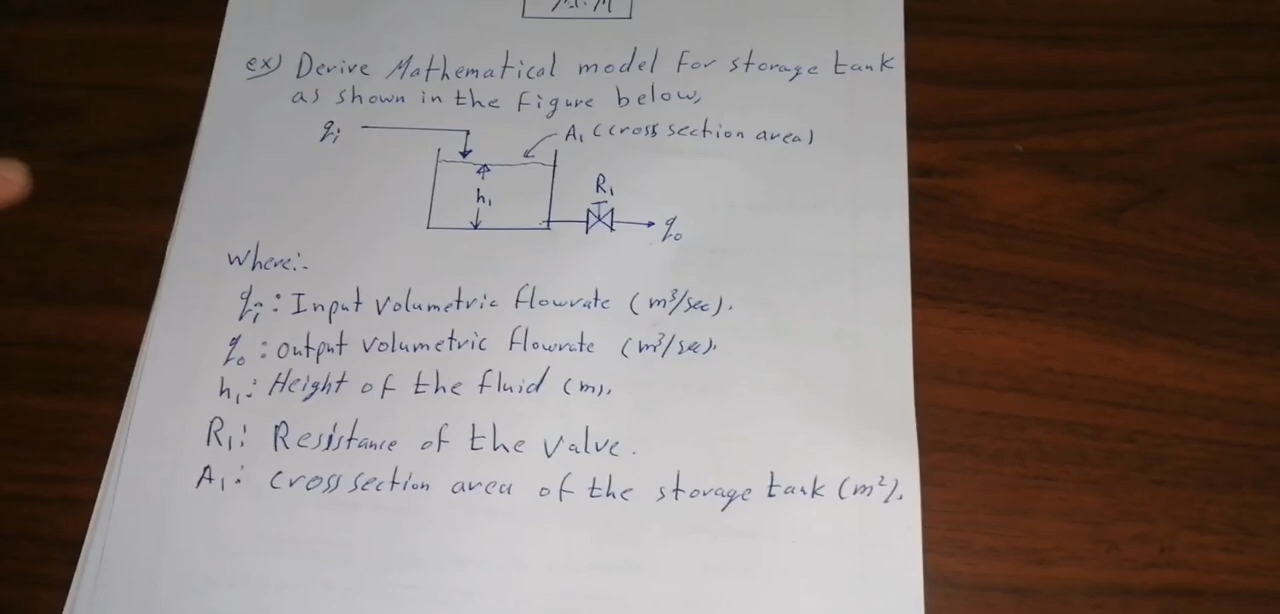 ex) Derive Mathematical model for storage tank
as shown in the figure below,
qi
A1 (cross section area)
h1
R1
qo
where:-
qi: Input volumetric flowrate (m³/sec).
qo: output volumetric flowrate (m³/sec).
h1: Height of the fluid (m).
R1: Resistance of the valve.
A1: cross section area of the storage tank (m²).